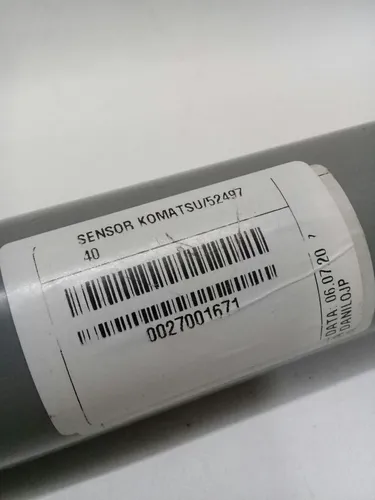 SENSOR KOMATSU/52497
40
0027001671
DATA: 06.07.20
DANILOJP